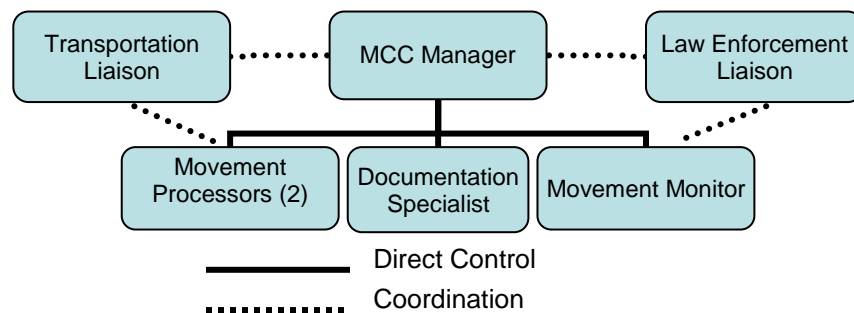 Transportation
Liaison
MCC Manager
Law Enforcement
Liaison
Movement
Processors (2)
Documentation
Specialist
Movement Monitor
Direct Control
Coordination